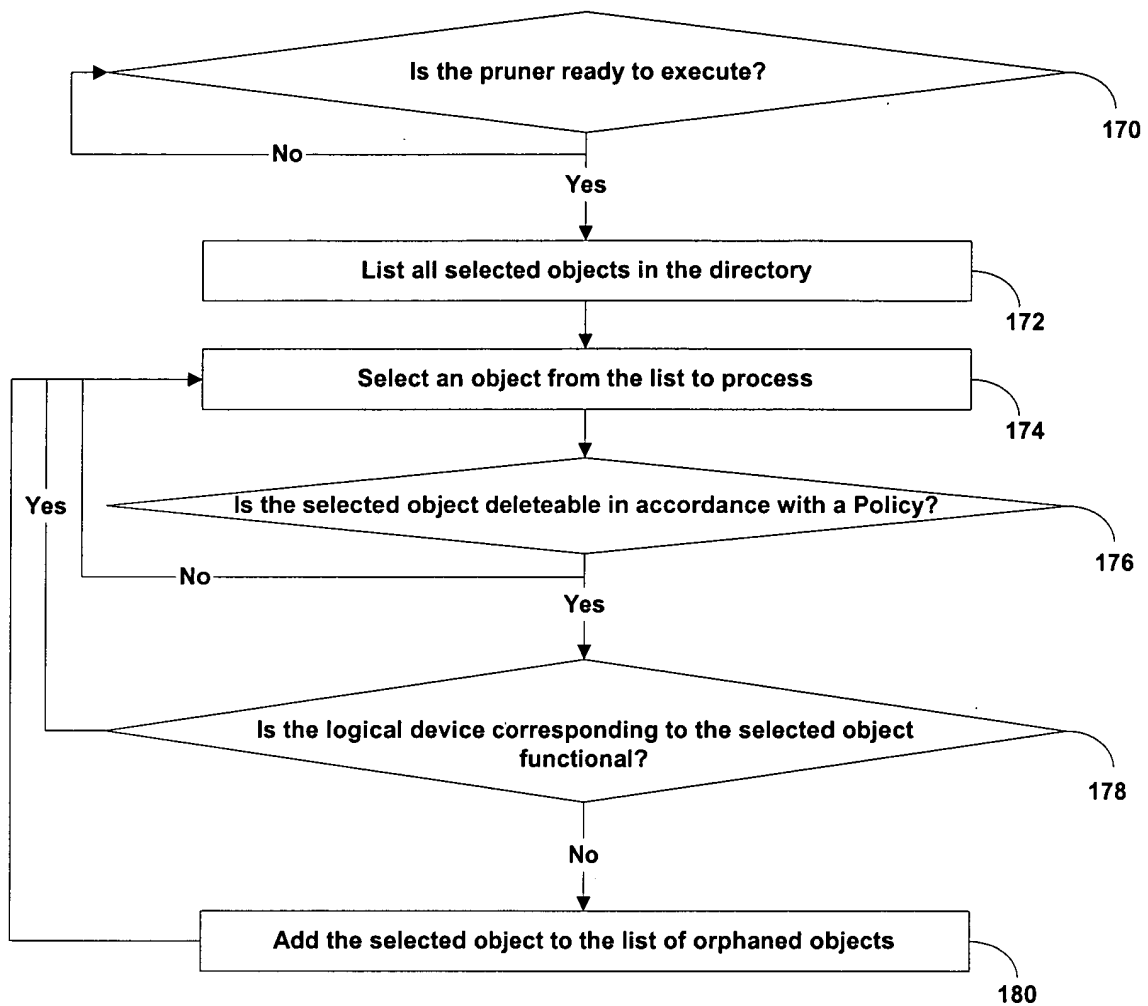 Is the pruner ready to execute?
170
No
Yes
List all selected objects in the directory
172
Select an object from the list to process
174
Yes
Is the selected object deleteable in accordance with a Policy?
176
No
Yes
Is the logical device corresponding to the selected object
functional?
178
No
Add the selected object to the list of orphaned objects
180